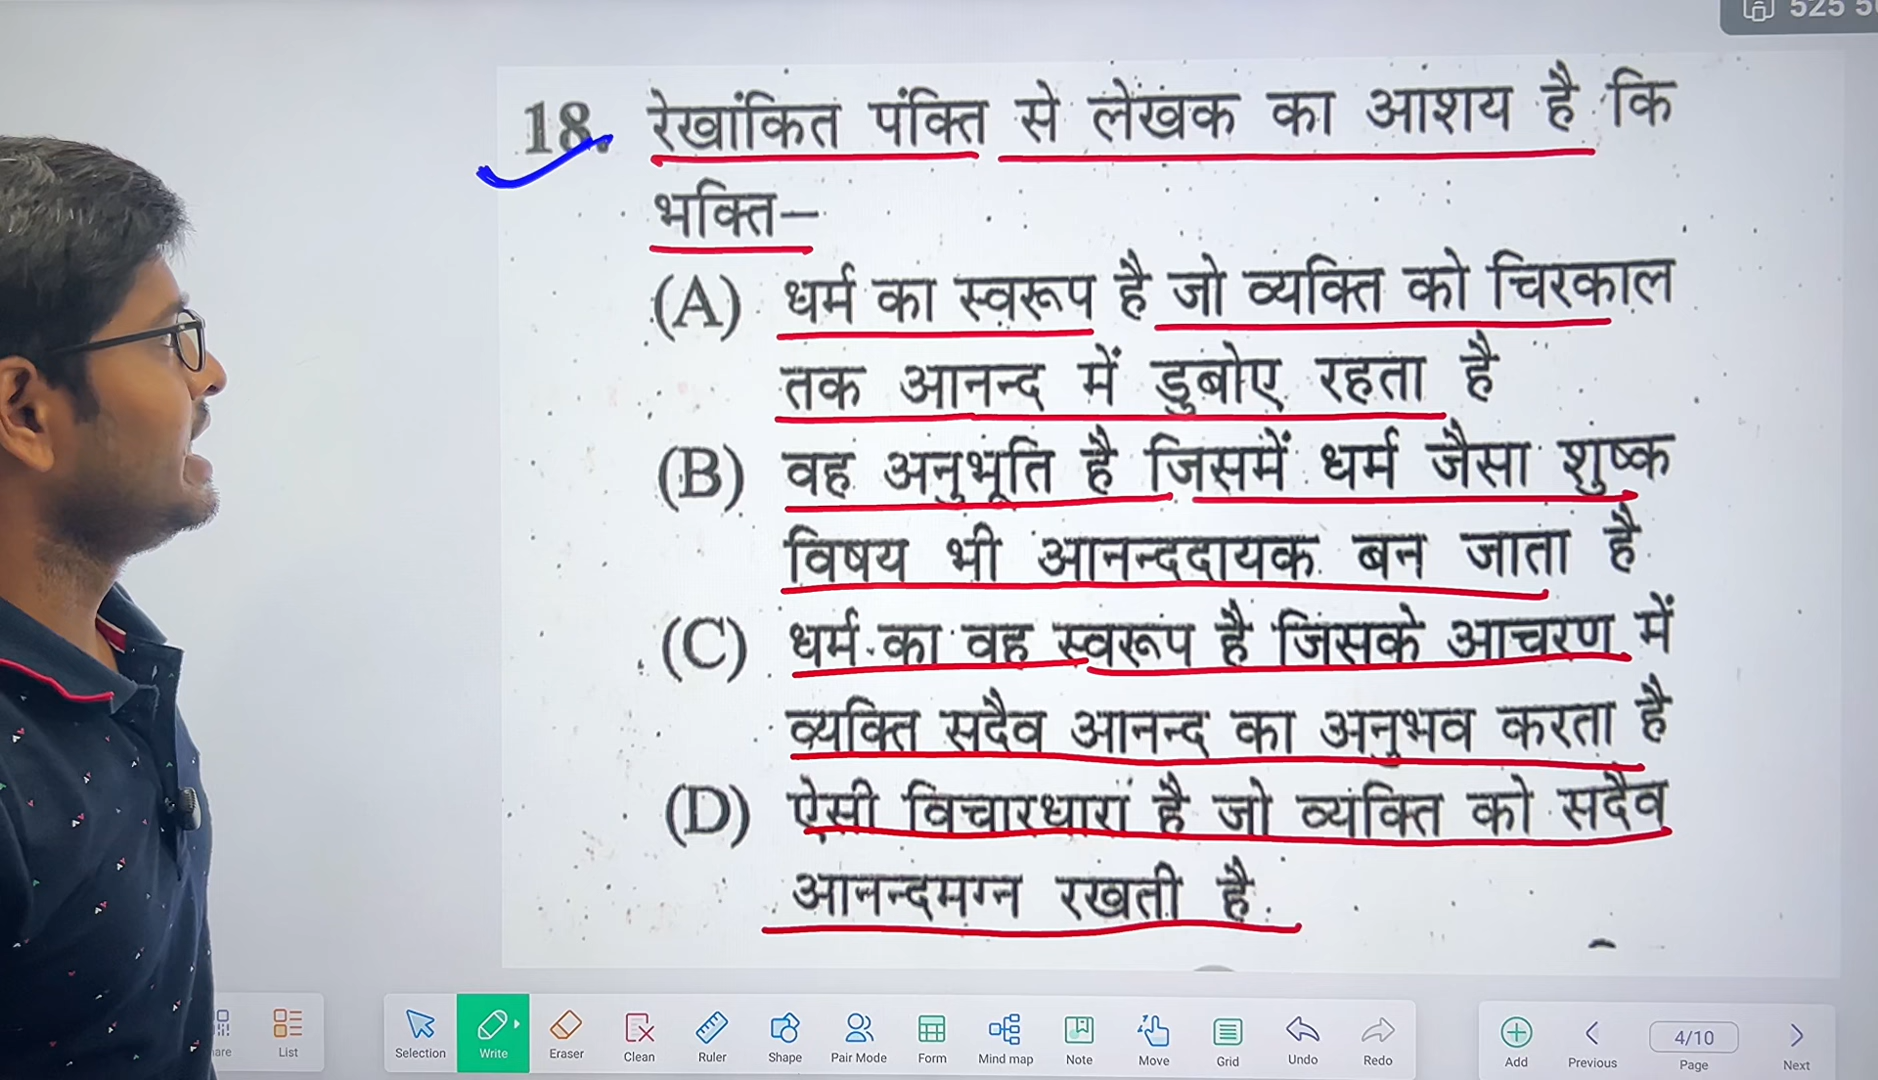 525 5
18. रेखांकित पंक्ति से लेखक का आशय है कि
भक्ति—
(A) धर्म का स्वरूप है जो व्यक्ति को चिरकाल
तक आनन्द में डुबोए रहता है
(B) वह अनुभूति है जिसमें धर्म जैसा शुष्क
विषय भी आनन्ददायक बन जाता है
(C) धर्म का वह स्वरूप है जिसके आचरण में
व्यक्ति सदैव आनन्द का अनुभव करता है
(D) ऐसी विचारधारा है जो व्यक्ति को सदैव
आनन्दमग्न रखती है.
are List Selection Write Eraser Clean Ruler Shape Pair Mode Form Mind map Note Move Grid Undo Redo Add Previous 4/10 Page Next